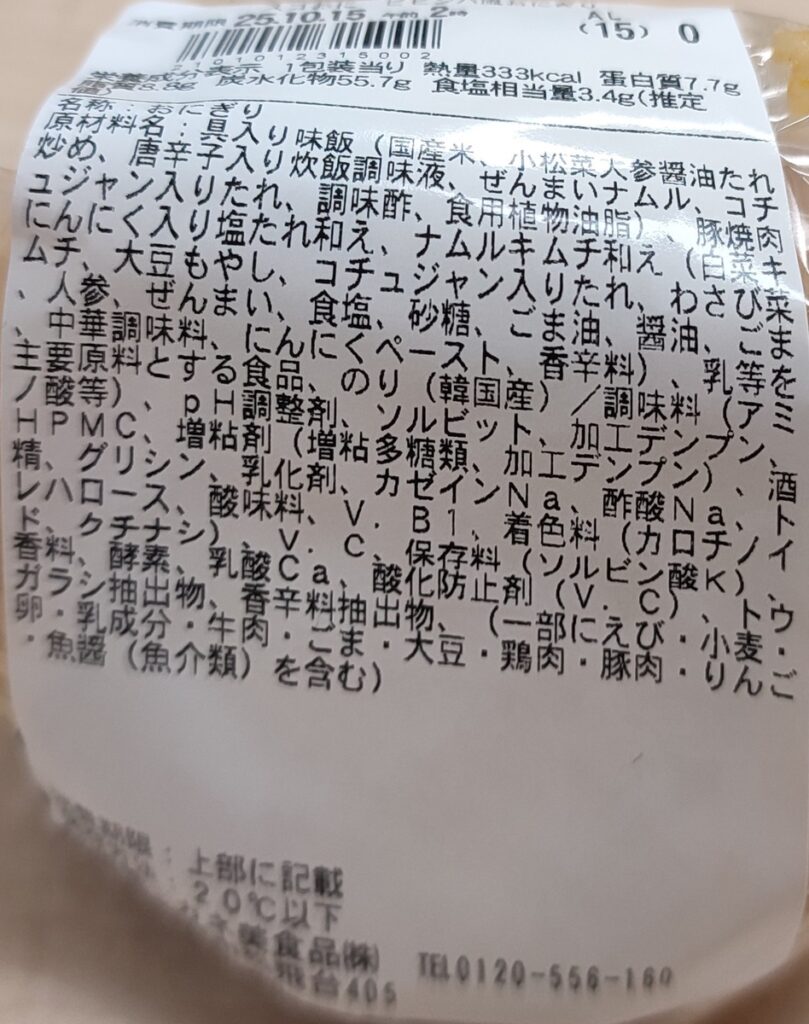 消費期限 25.10.15 午前2時
AL
(15) 0
2101012315002
栄養成分表示 1包装当り 熱量333kcal 蛋白質7.7g
脂質8.8g 炭水化物55.7g 食塩相当量3.4g(推定
名称:おにぎり
原材料名:具入り味飯(国産米、小松菜人参醤油たれ
炒め、唐辛子入り炊飯調味液、ぜんまいナムル、コチ
ュジャン入りたれ、調味酢、食用植物油脂)、豚焼肉
にんにく入り塩たれ和え、ナムルキムチ和え(白菜キ
ムチ、大豆もやし、コチュジャン入りたれ、わさび菜
、人参、ぜんまい、食塩、砂糖、ごま油、醤油、ごま
、中華調味料、にんにくペースト、香辛料)、乳等を
主要原料とする食品、のり(韓国産)/調味料(アミ
ノ酸等)、pH調整剤、ソルビット、加工デンプン、
HPMC、増粘剤(増粘多糖類、加工デンプン)、酒
精、グリシン、乳化剤、カゼインNa、酢酸Na、ト
レハロース、酸味料、V.B1、着色料(カロチノイ
ド、クチナシ)、V.C、保存料(ソルビン酸K)、
香料、酵素、乳酸Ca、酸化防止剤(V.C)、トウ
ガラシ抽出物、香辛料抽出物、(一部にえび・小麦・
卵・乳成分・牛肉・ごま・大豆・鶏肉・豚肉・りんご
・魚醤(魚介類)を含む)
:上部に記載
:20℃以下
美食品㈱
飛台405 TEL0120-556-160